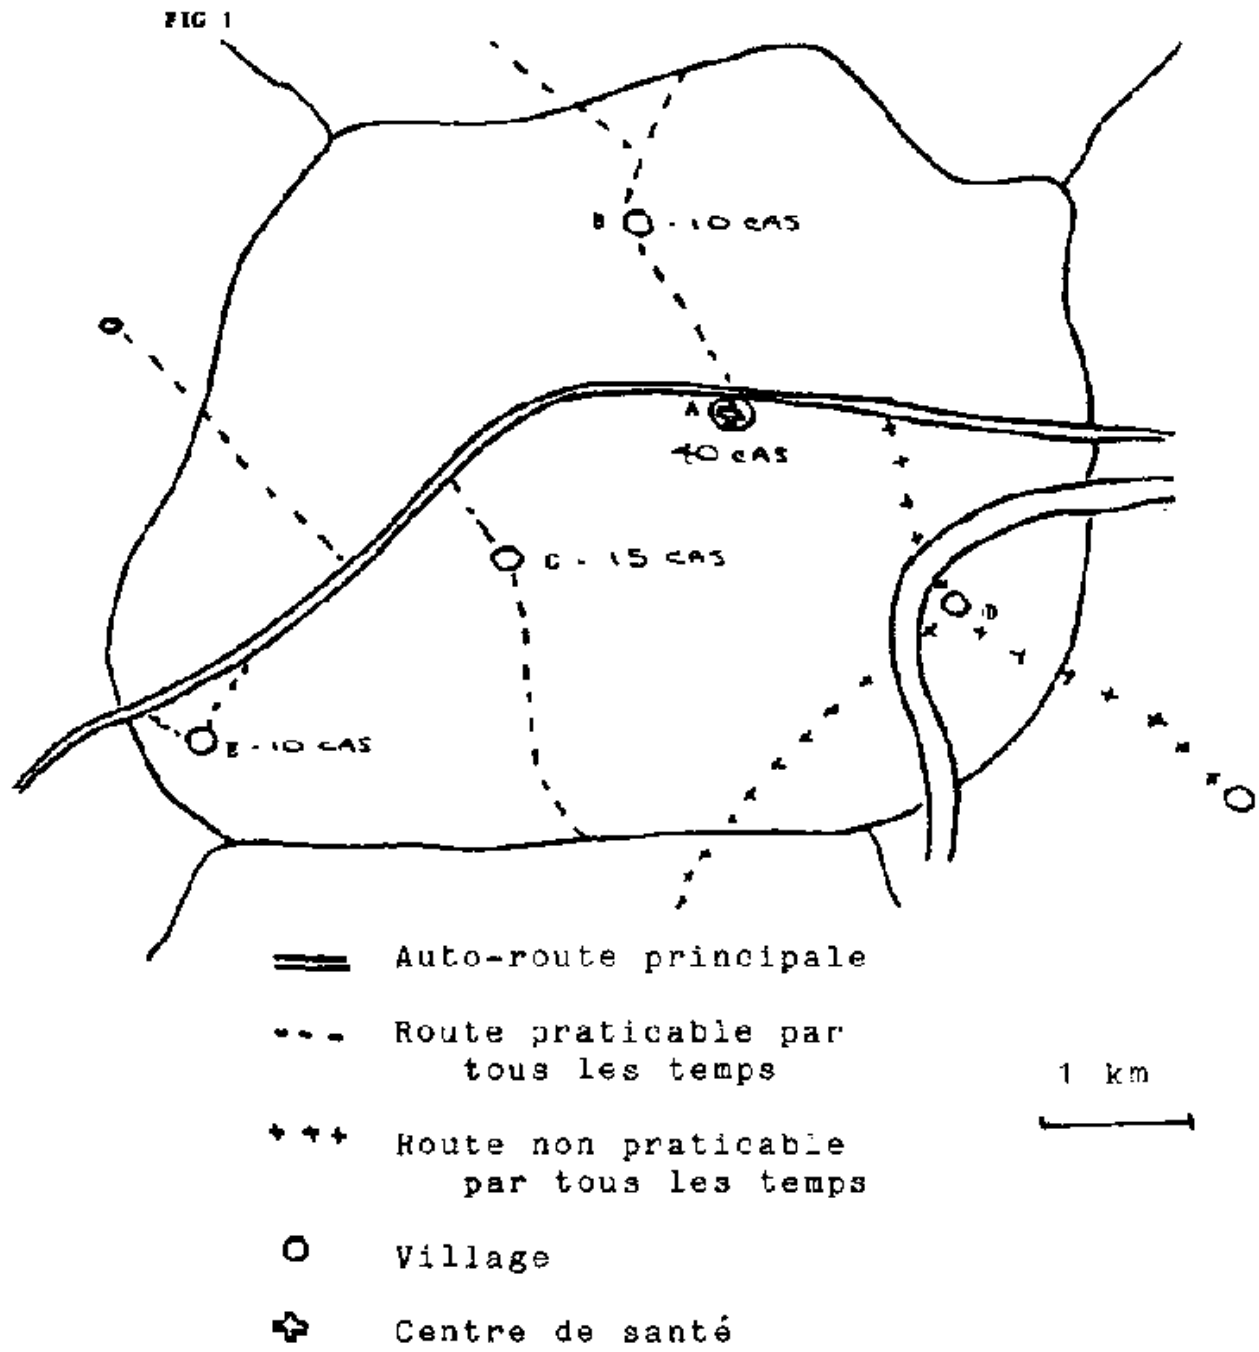 FIG 1
B - 10 CAS
A
40 CAS
C - 15 CAS
D
E - 10 CAS
Auto-route principale
Route praticable par
tous les temps
1 km
Route non praticable
par tous les temps
Village
Centre de santé